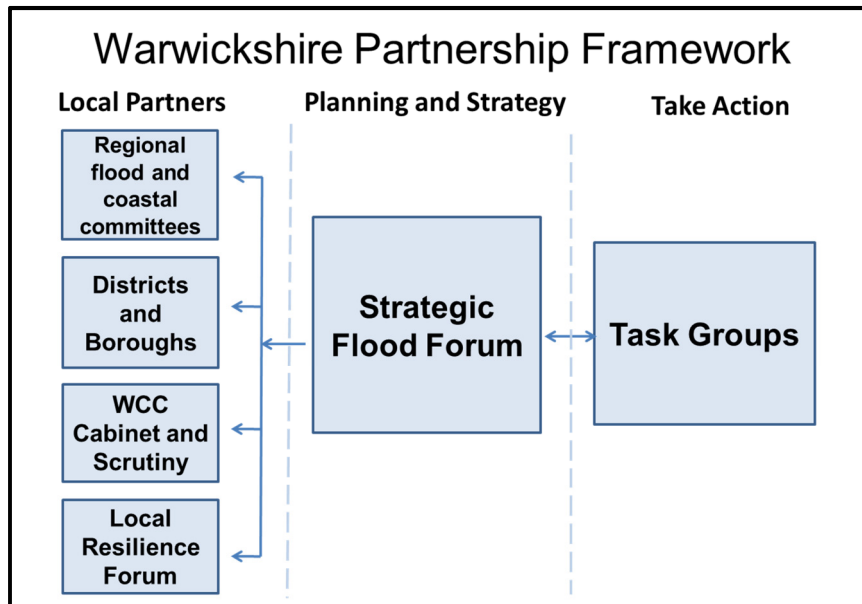 Warwickshire Partnership Framework
Local Partners
Planning and Strategy
Take Action
Regional
flood and
coastal
committees
Districts
and
Boroughs
WCC
Cabinet and
Scrutiny
Local
Resilience
Forum
Strategic
Flood Forum
Task Groups